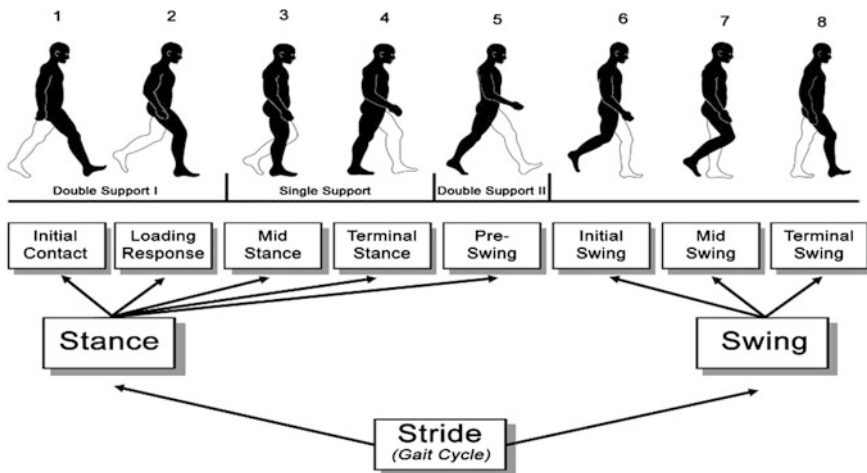 1 2 3 4 5 6 7 8
Double Support I Single Support Double Support II
Initial Contact
Loading Response
Mid Stance
Terminal Stance
Pre-Swing
Initial Swing
Mid Swing
Terminal Swing
Stance
Swing
Stride
(Gait Cycle)